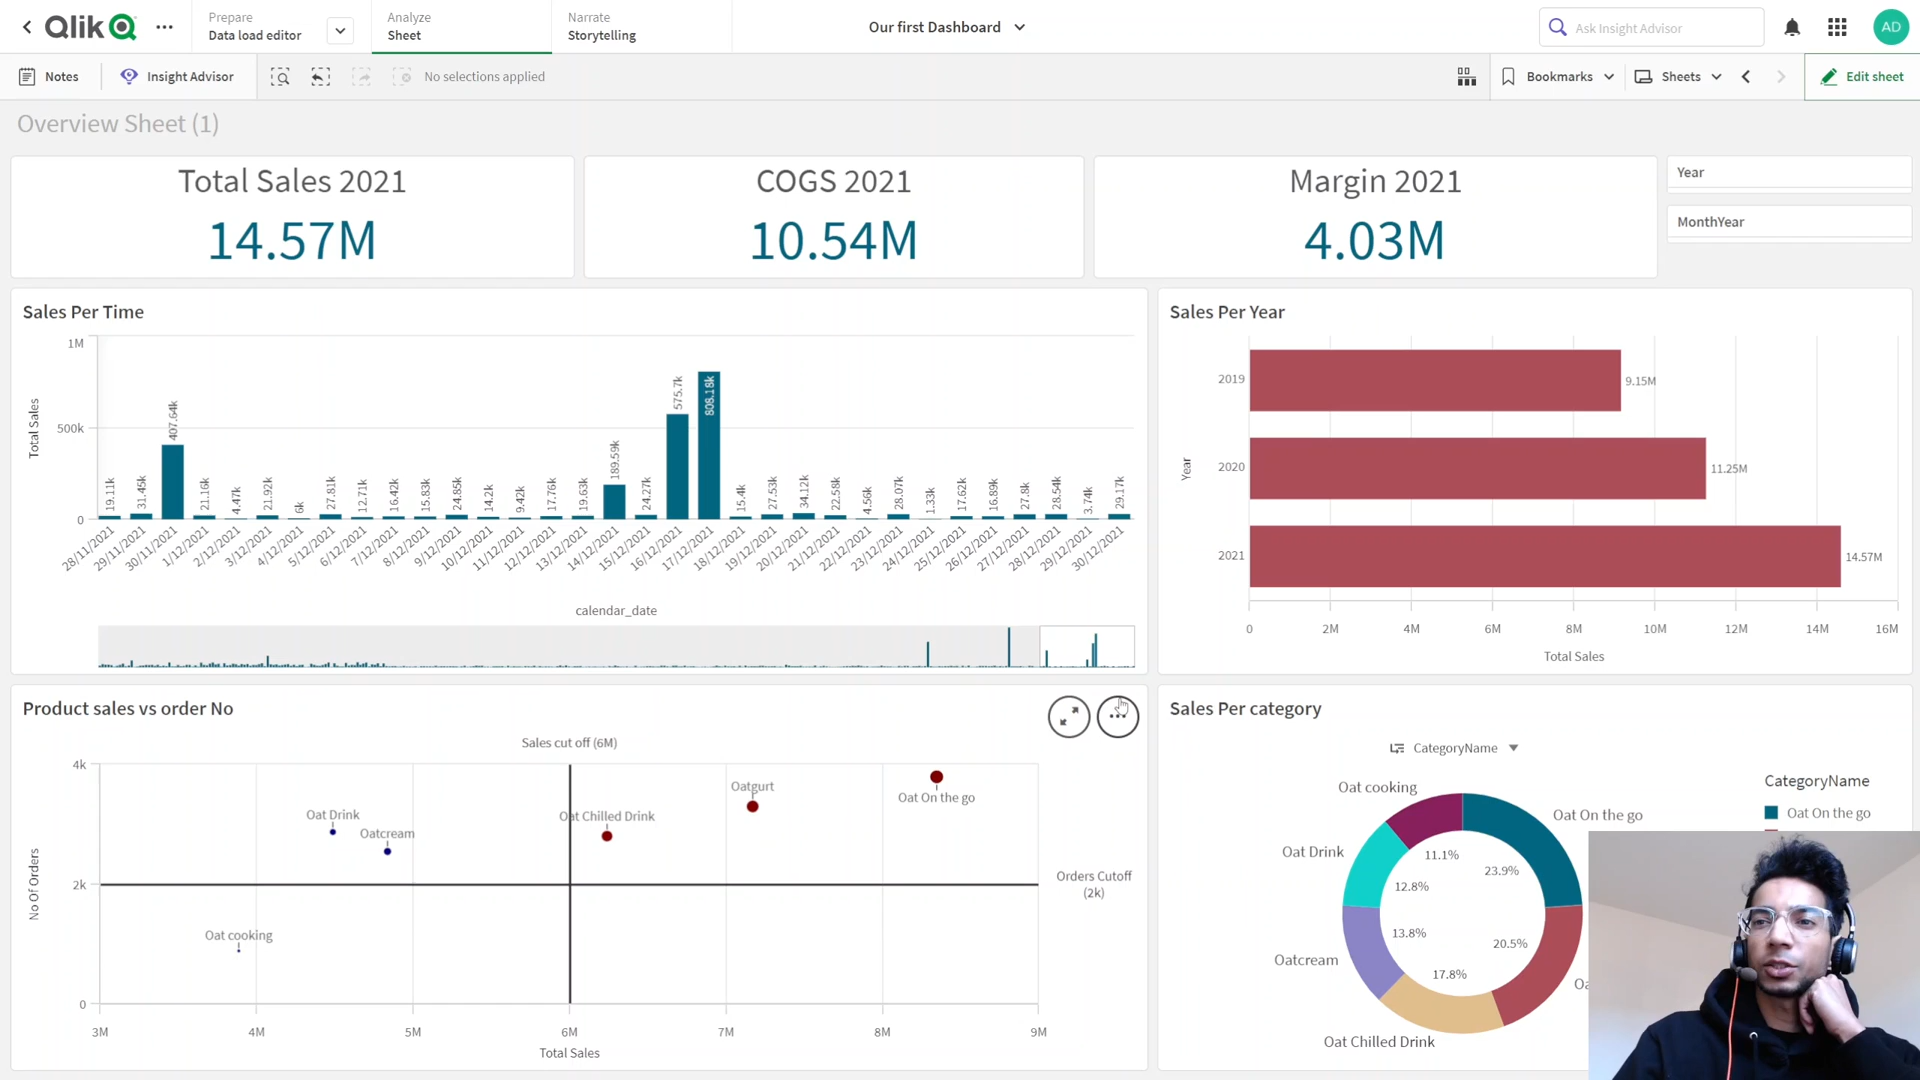 Qlik
Prepare
Data load editor
Analyze
Sheet
Narrate
Storytelling
Our first Dashboard
Ask Insight Advisor
AD
Notes
Insight Advisor
No selections applied
Bookmarks
Sheets
Edit sheet
Overview Sheet (1)
Total Sales 2021
14.57M
COGS 2021
10.54M
Margin 2021
4.03M
Year
MonthYear
Sales Per Time
1M
500k
0
Total Sales
19.11k
31.45k
407.64k
21.16k
4.47k
21.92k
6k
27.81k
12.71k
16.42k
15.83k
24.85k
14.2k
9.42k
17.76k
19.63k
189.59k
24.27k
575.7k
808.18k
15.4k
27.53k
34.12k
22.58k
4.56k
28.07k
1.33k
17.62k
16.89k
27.8k
28.54k
3.74k
29.17k
28/11/2021
29/11/2021
30/11/2021
1/12/2021
2/12/2021
3/12/2021
4/12/2021
5/12/2021
6/12/2021
7/12/2021
8/12/2021
9/12/2021
10/12/2021
11/12/2021
12/12/2021
13/12/2021
14/12/2021
15/12/2021
16/12/2021
17/12/2021
18/12/2021
19/12/2021
20/12/2021
21/12/2021
22/12/2021
23/12/2021
24/12/2021
25/12/2021
26/12/2021
27/12/2021
28/12/2021
29/12/2021
30/12/2021
calendar_date
Sales Per Year
Year
2019
9.15M
2020
11.25M
2021
14.57M
0
2M
4M
6M
8M
10M
12M
14M
16M
Total Sales
Product sales vs order No
Sales cut off (6M)
4k
2k
0
No Of Orders
Oat Drink
Oatcream
Oat Chilled Drink
Oatgurt
Oat On the go
Oat cooking
Orders Cutoff
(2k)
3M
4M
5M
6M
7M
8M
9M
Total Sales
Sales Per category
CategoryName
CategoryName
Oat On the go
Oat cooking
Oat On the go
Oat Drink
11.1%
23.9%
12.8%
13.8%
20.5%
17.8%
Oatcream
Oa
Oat Chilled Drink